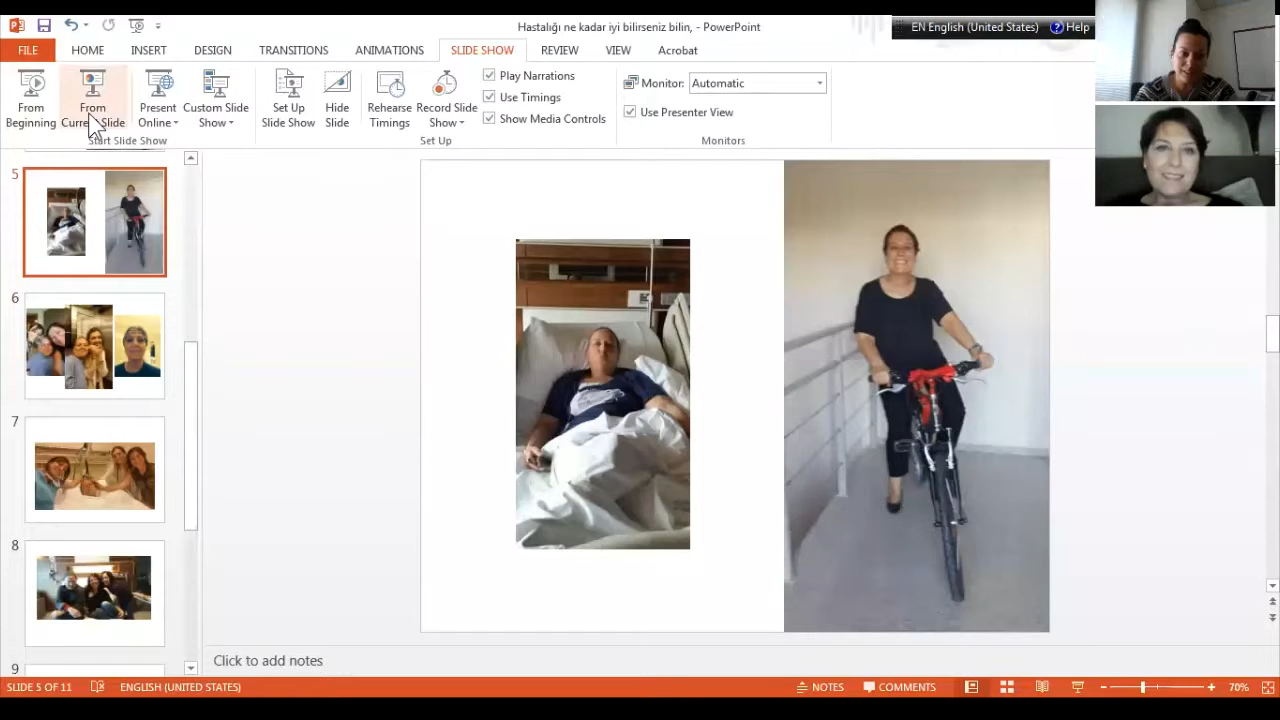 Hastalığı ne kadar iyi bilirseniz bilin, - PowerPoint
EN English (United States)
? Help
FILE
HOME
INSERT
DESIGN
TRANSITIONS
ANIMATIONS
SLIDE SHOW
REVIEW
VIEW
Acrobat
From Beginning
From Current Slide
Present Online
Custom Slide Show
Set Up Slide Show
Hide Slide
Rehearse Timings
Record Slide Show
Play Narrations
Use Timings
Show Media Controls
Monitor: Automatic
Use Presenter View
Start Slide Show
Set Up
Monitors
5
6
7
8
9
Click to add notes
SLIDE 5 OF 11
ENGLISH (UNITED STATES)
NOTES
COMMENTS
70%